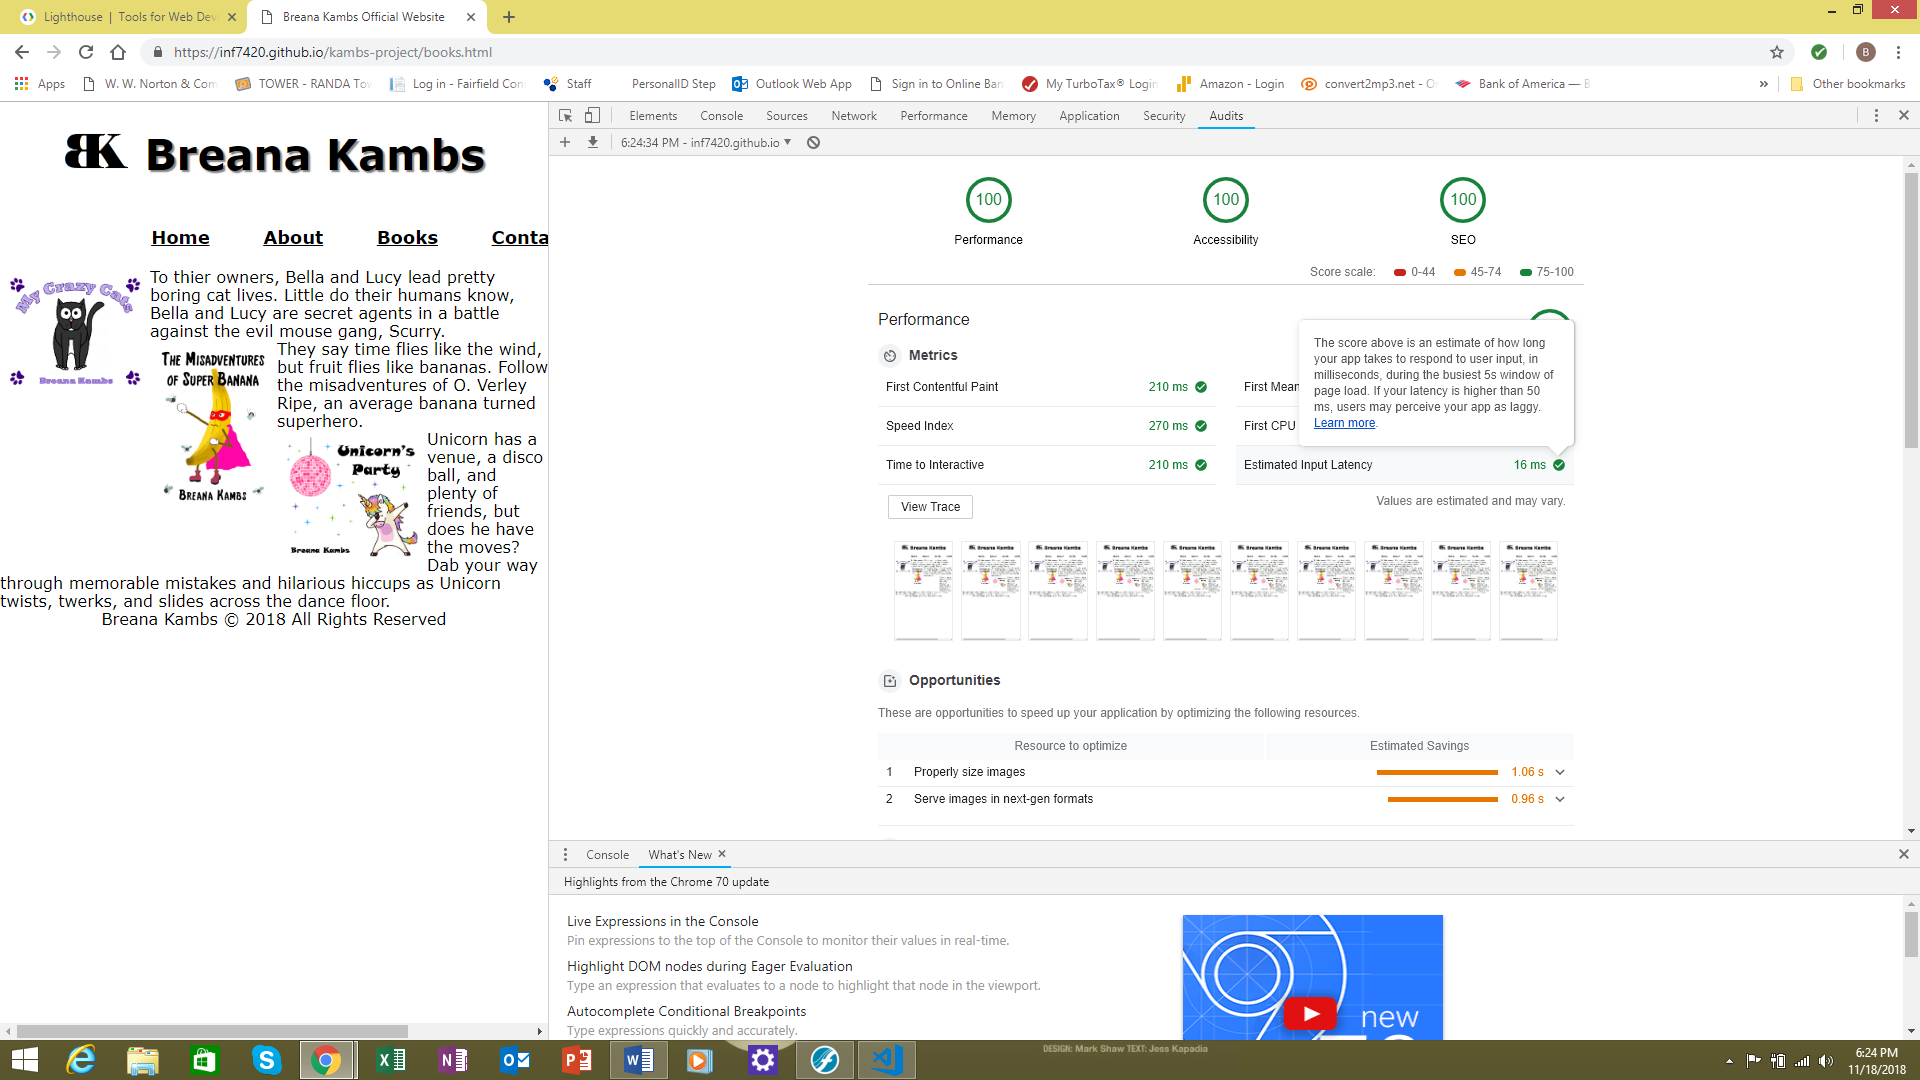 Lighthouse | Tools for Web Dev
Breana Kambs Official Website
https://inf7420.github.io/kambs-project/books.html
B
Apps
W. W. Norton & Com
TOWER - RANDA Tow
Log in - Fairfield Con
Staff
PersonalID Step
Outlook Web App
Sign in to Online Ban
My TurboTax® Login
Amazon - Login
convert2mp3.net - O
Bank of America — B
»
Other bookmarks
BK Breana Kambs
Home About Books Conta
My Crazy Cats
Breana Kambs
To thier owners, Bella and Lucy lead pretty
boring cat lives. Little do their humans know,
Bella and Lucy are secret agents in a battle
against the evil mouse gang, Scurry.
The Misadventures
of Super Banana
Breana Kambs
They say time flies like the wind,
but fruit flies like bananas. Follow
the misadventures of O. Verley
Ripe, an average banana turned
superhero.
Unicorn's
Party
Breana Kambs
Unicorn has a
venue, a disco
ball, and
plenty of
friends, but
does he have
the moves?
Dab your way
through memorable mistakes and hilarious hiccups as Unicorn
twists, twerks, and slides across the dance floor.
Breana Kambs © 2018 All Rights Reserved
Elements Console Sources Network Performance Memory Application Security Audits
6:24:34 PM - inf7420.github.io
100 100 100
Performance Accessibility SEO
Score scale: 0-44 45-74 75-100
Performance
Metrics
First Contentful Paint 210 ms
Speed Index 270 ms
Time to Interactive 210 ms
First Mean
First CPU
Estimated Input Latency 16 ms
The score above is an estimate of how long
your app takes to respond to user input, in
milliseconds, during the busiest 5s window of
page load. If your latency is higher than 50
ms, users may perceive your app as laggy.
Learn more.
View Trace
Values are estimated and may vary.
Opportunities
These are opportunities to speed up your application by optimizing the following resources.
Resource to optimize Estimated Savings
1 Properly size images 1.06 s
2 Serve images in next-gen formats 0.96 s
Console What's New
Highlights from the Chrome 70 update
Live Expressions in the Console
Pin expressions to the top of the Console to monitor their values in real-time.
Highlight DOM nodes during Eager Evaluation
Type an expression that evaluates to a node to highlight that node in the viewport.
Autocomplete Conditional Breakpoints
Type expressions quickly and accurately.
new
DESIGN: Mark Shaw TEXT: Jess Kapadia
6:24 PM
11/18/2018